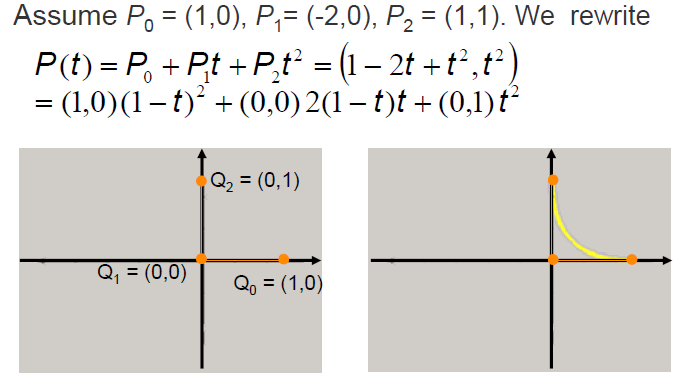 Assume P₀ = (1,0), P₁= (-2,0), P₂ = (1,1). We rewrite
P(t) = P₀ + P₁t + P₂t² = (1 – 2t + t², t²)
= (1,0)(1 – t)² + (0,0) 2(1 – t)t + (0,1) t²
Q₂ = (0,1)
Q₁ = (0,0)
Q₀ = (1,0)